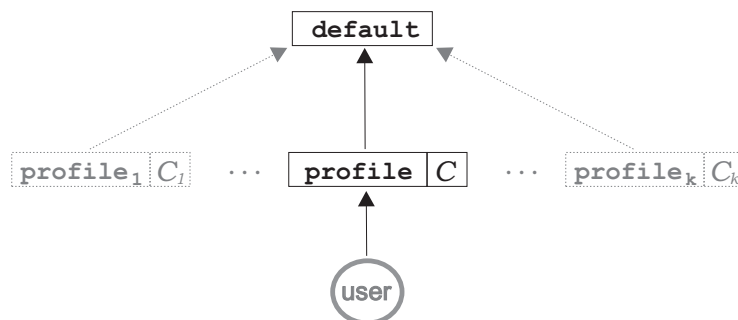 default
profile₁ C₁ ··· profile C ··· profileₖ Cₖ
user